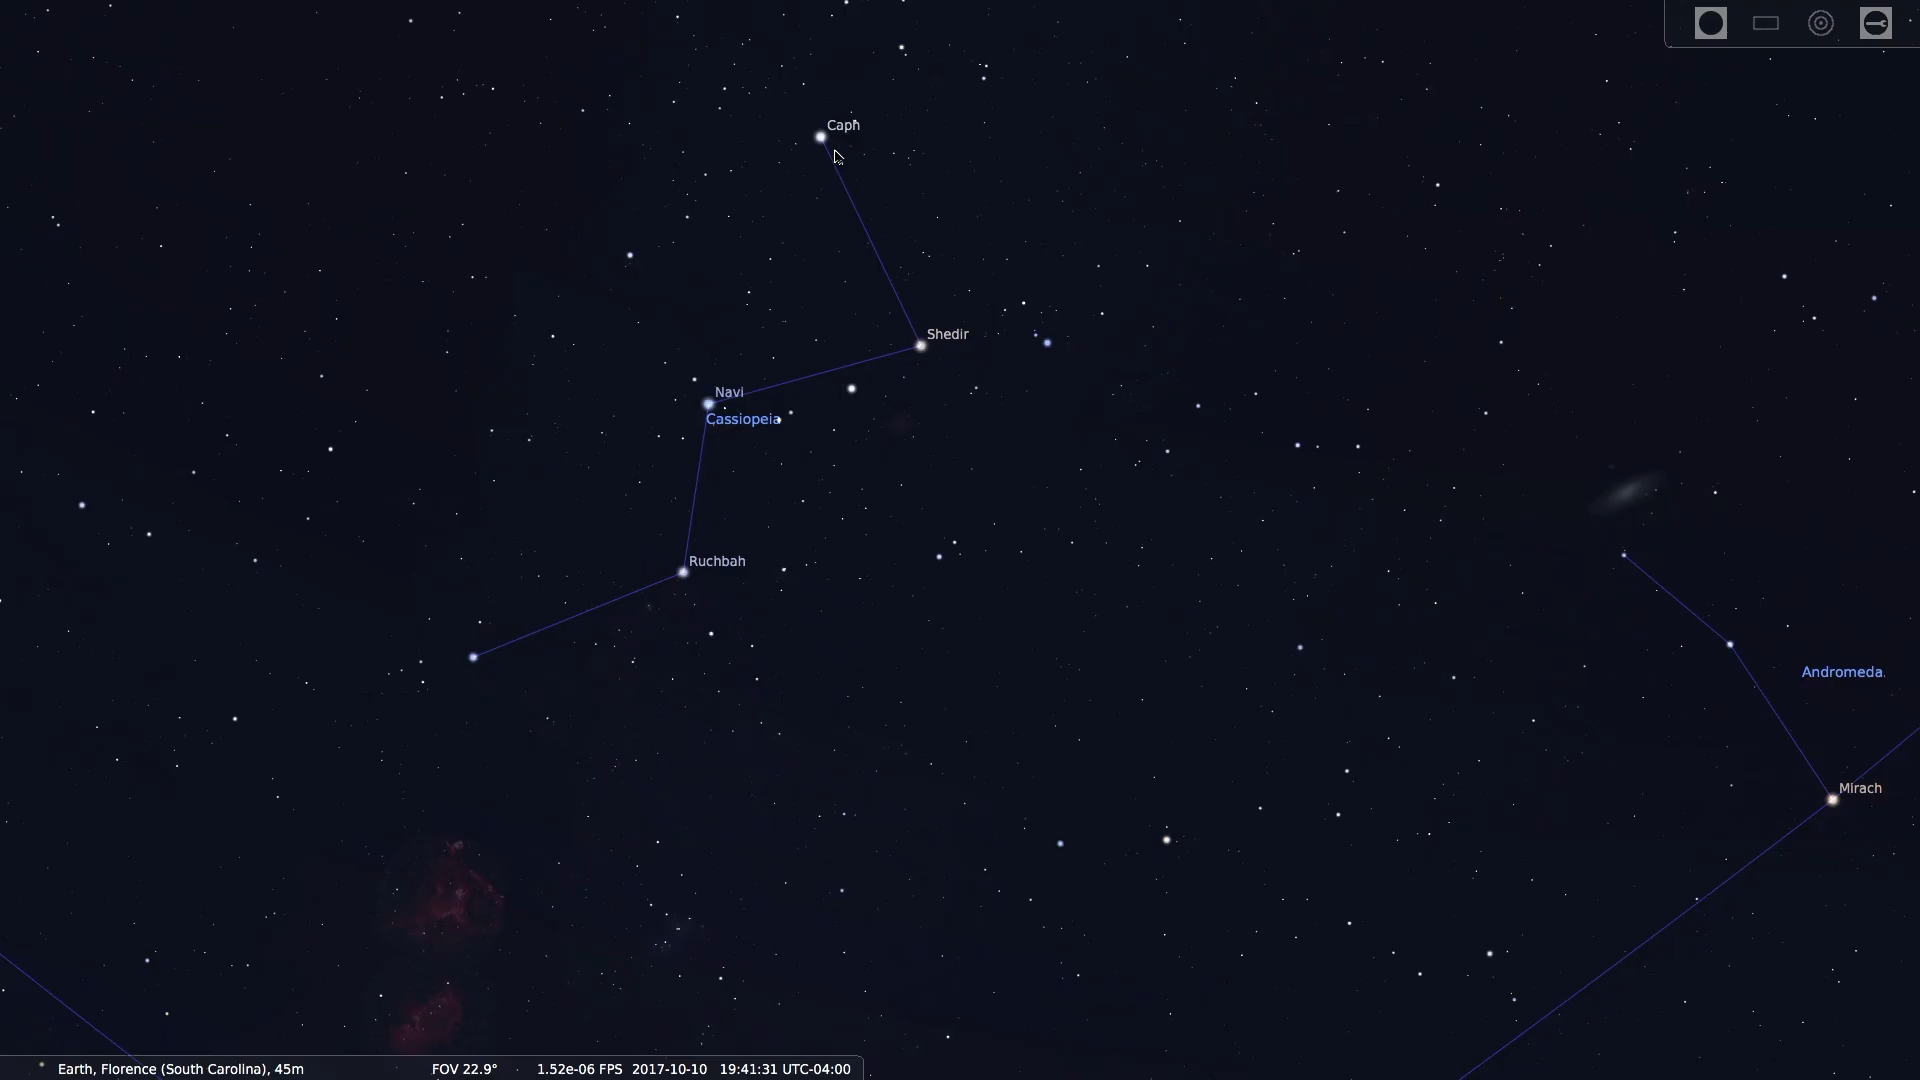 Caph
Shedir
Navi
Cassiopeia
Ruchbah
Andromeda
Mirach
Earth, Florence (South Carolina), 45m FOV 22.9° 1.52e-06 FPS 2017-10-10 19:41:31 UTC-04:00